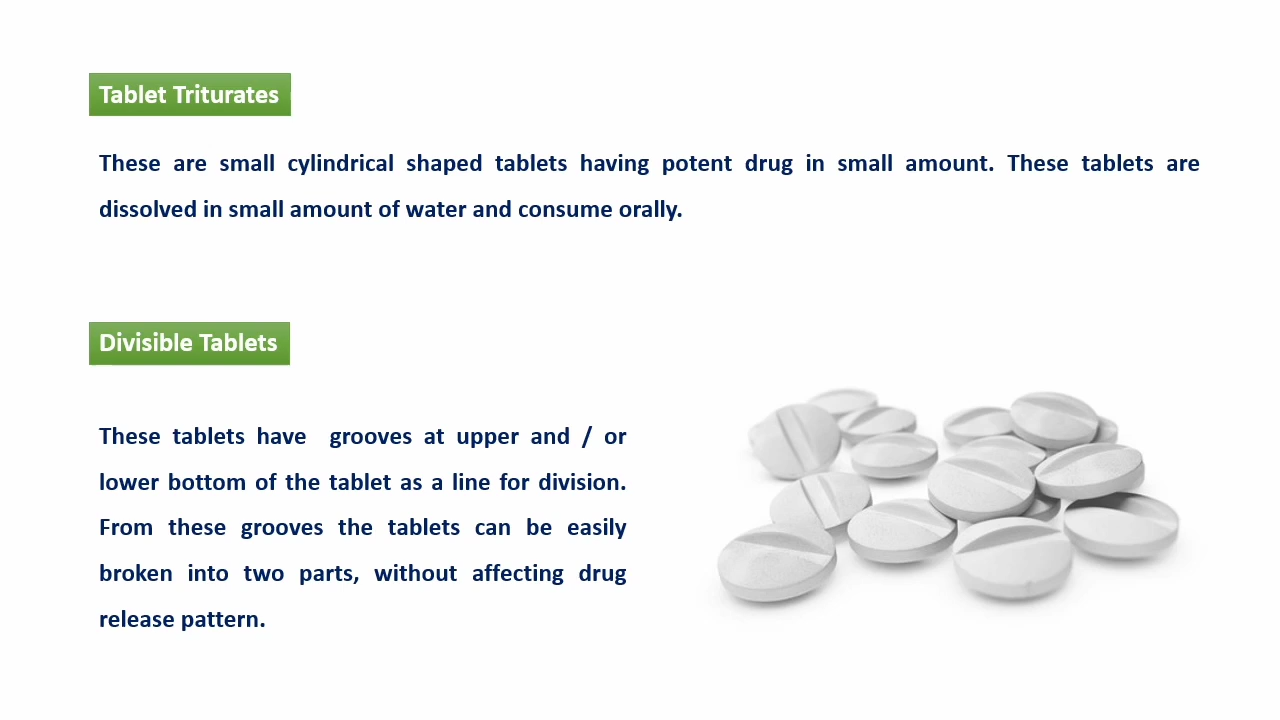 Tablet Triturates
These are small cylindrical shaped tablets having potent drug in small amount. These tablets are
dissolved in small amount of water and consume orally.
Divisible Tablets
These tablets have grooves at upper and / or
lower bottom of the tablet as a line for division.
From these grooves the tablets can be easily
broken into two parts, without affecting drug
release pattern.